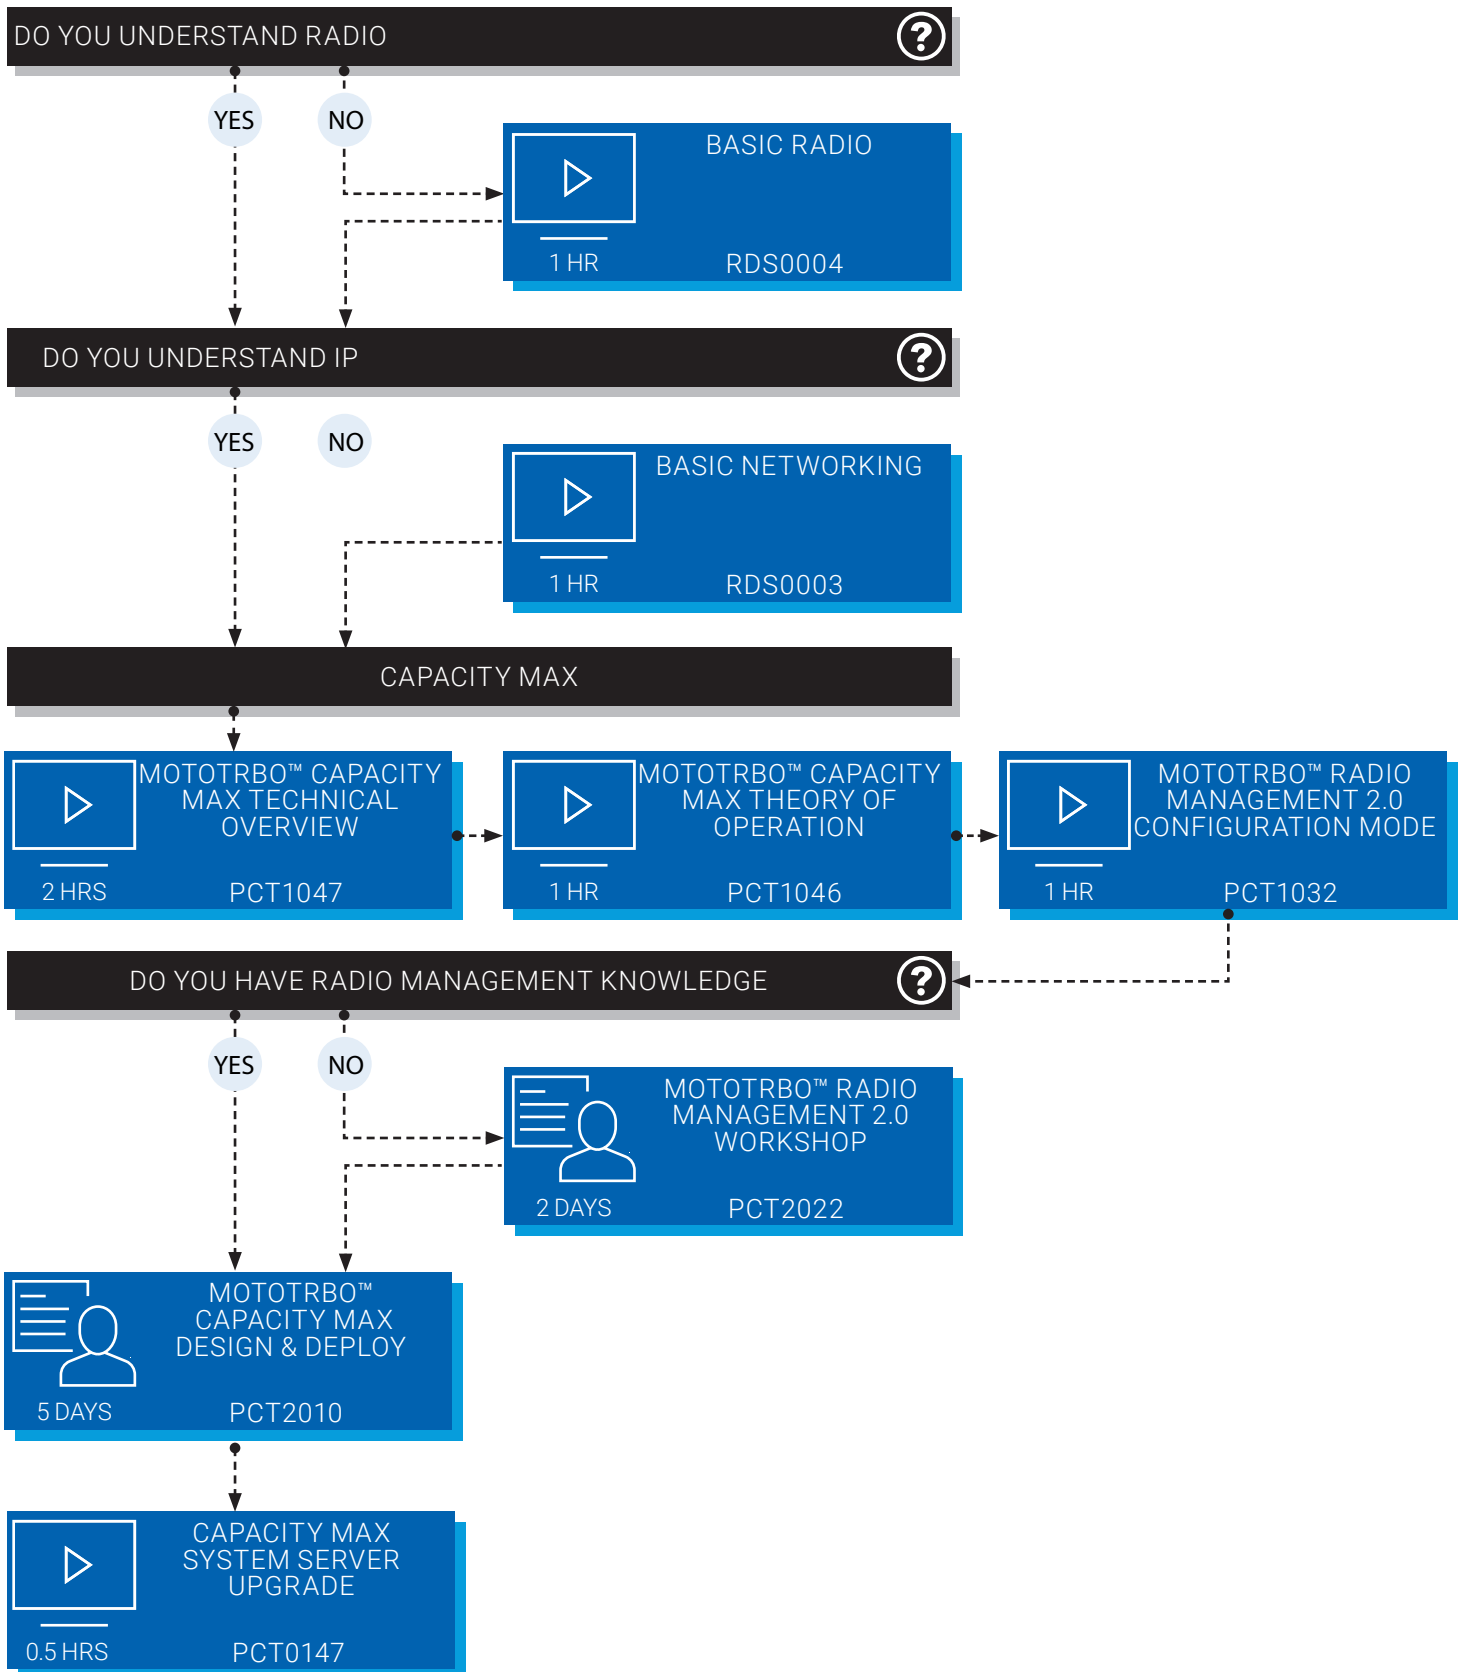 DO YOU UNDERSTAND RADIO
?
YES
NO
BASIC RADIO
1 HR
RDS0004
DO YOU UNDERSTAND IP
?
YES
NO
BASIC NETWORKING
1 HR
RDS0003
CAPACITY MAX
MOTOTRBO™ CAPACITY
MAX TECHNICAL
OVERVIEW
2 HRS
PCT1047
MOTOTRBO™ CAPACITY
MAX THEORY OF
OPERATION
1 HR
PCT1046
MOTOTRBO™ RADIO
MANAGEMENT 2.0
CONFIGURATION MODE
1 HR
PCT1032
DO YOU HAVE RADIO MANAGEMENT KNOWLEDGE
?
YES
NO
MOTOTRBO™ RADIO
MANAGEMENT 2.0
WORKSHOP
2 DAYS
PCT2022
MOTOTRBO™
CAPACITY MAX
DESIGN & DEPLOY
5 DAYS
PCT2010
CAPACITY MAX
SYSTEM SERVER
UPGRADE
0.5 HRS
PCT0147